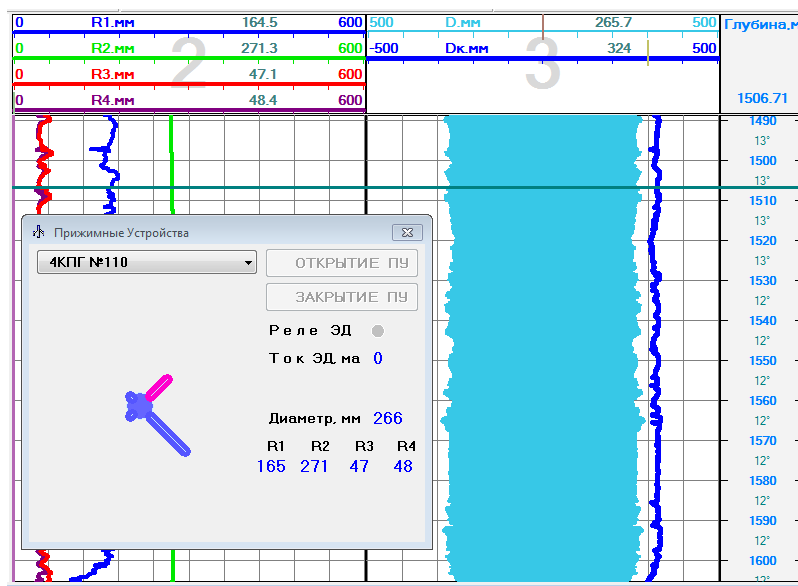 0 R1.мм 164.5 600 500 D.мм 265.7 500 Глубина.м
0 R2.мм 271.3 600 -500 Dк.мм 324 500
2 3
0 R3.мм 47.1 600
0 R4.мм 48.4 600 1506.71
1490
13°
1500
13°
1510
13°
1520
13°
1530
12°
1540
12°
1550
12°
1560
12°
1570
12°
1580
12°
1590
12°
1600
Прижимные Устройства
4КПГ №110
ОТКРЫТИЕ ПУ
ЗАКРЫТИЕ ПУ
Реле ЭД
Ток ЭД, ма 0
Диаметр, мм 266
R1 R2 R3 R4
165 271 47 48